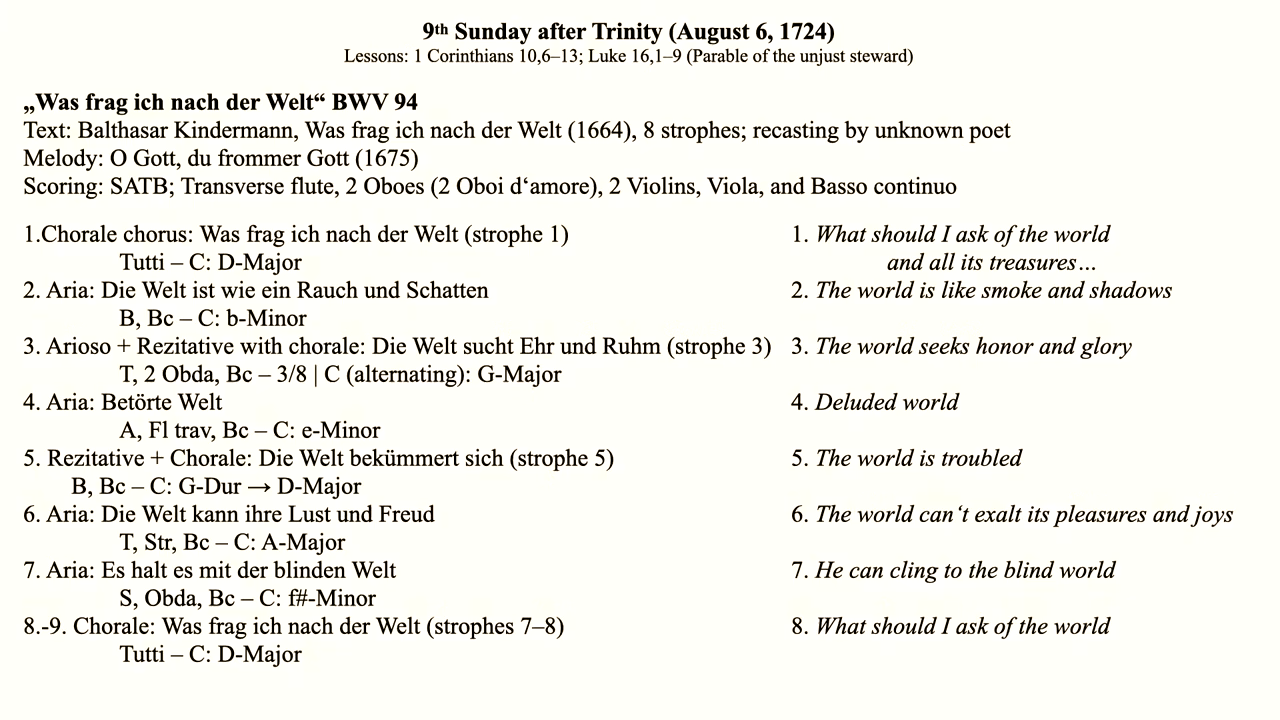 9th Sunday after Trinity (August 6, 1724)
Lessons: 1 Corinthians 10,6–13; Luke 16,1–9 (Parable of the unjust steward)
„Was frag ich nach der Welt“ BWV 94
Text: Balthasar Kindermann, Was frag ich nach der Welt (1664), 8 strophes; recasting by unknown poet
Melody: O Gott, du frommer Gott (1675)
Scoring: SATB; Transverse flute, 2 Oboes (2 Oboi d‘amore), 2 Violins, Viola, and Basso continuo
1.Chorale chorus: Was frag ich nach der Welt (strophe 1)
Tutti – C: D-Major
2. Aria: Die Welt ist wie ein Rauch und Schatten
B, Bc – C: b-Minor
3. Arioso + Rezitative with chorale: Die Welt sucht Ehr und Ruhm (strophe 3)
T, 2 Obda, Bc – 3/8 | C (alternating): G-Major
4. Aria: Betörte Welt
A, Fl trav, Bc – C: e-Minor
5. Rezitative + Chorale: Die Welt bekümmert sich (strophe 5)
B, Bc – C: G-Dur → D-Major
6. Aria: Die Welt kann ihre Lust und Freud
T, Str, Bc – C: A-Major
7. Aria: Es halt es mit der blinden Welt
S, Obda, Bc – C: f#-Minor
8.-9. Chorale: Was frag ich nach der Welt (strophes 7–8)
Tutti – C: D-Major
1. What should I ask of the world
and all its treasures…
2. The world is like smoke and shadows
3. The world seeks honor and glory
4. Deluded world
5. The world is troubled
6. The world can‘t exalt its pleasures and joys
7. He can cling to the blind world
8. What should I ask of the world